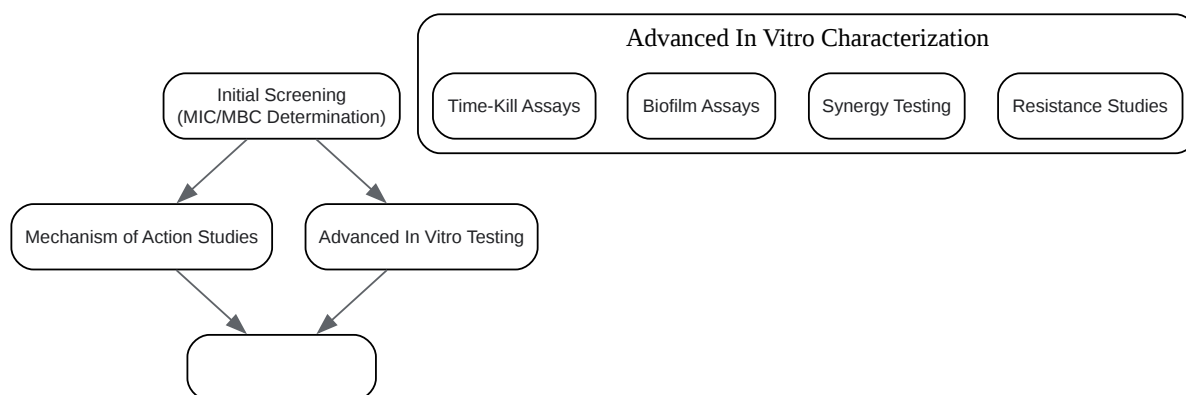 Advanced In Vitro Characterization
Initial Screening
(MIC/MBC Determination)
Time-Kill Assays
Biofilm Assays
Synergy Testing
Resistance Studies
Mechanism of Action Studies
Advanced In Vitro Testing